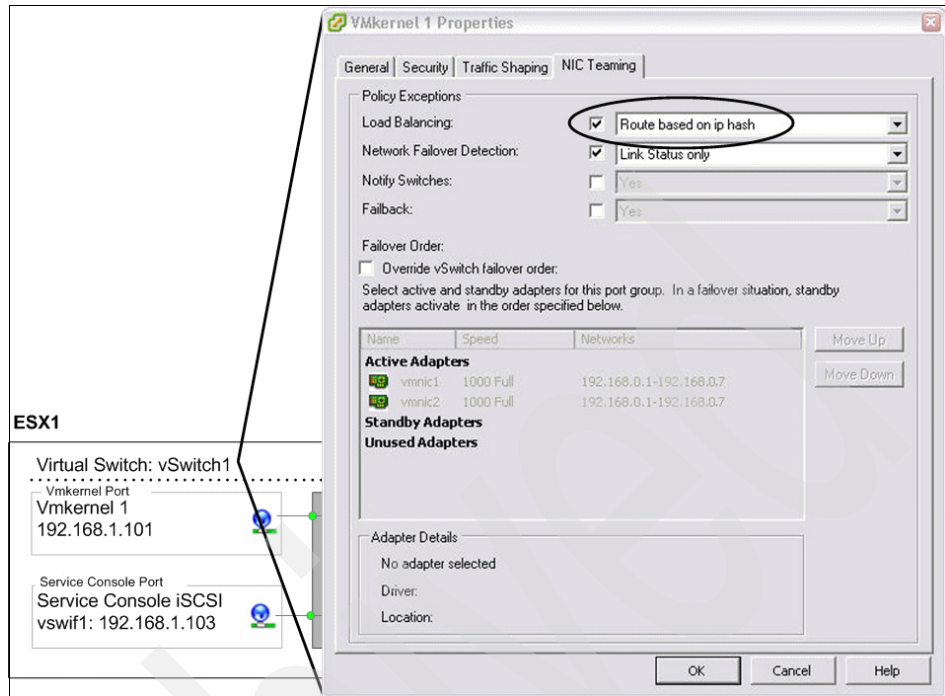 VMkernel 1 Properties
General Security Traffic Shaping NIC Teaming
Policy Exceptions
Load Balancing: Route based on ip hash
Network Failover Detection: Link Status only
Notify Switches: Yes
Failback: Yes
Failover Order:
Override vSwitch failover order:
Select active and standby adapters for this port group. In a failover situation, standby
adapters activate in the order specified below.
Name Speed Networks
Move Up
Active Adapters
Move Down
vmnic1 1000 Full 192.168.0.1-192.168.0.7
vmnic2 1000 Full 192.168.0.1-192.168.0.7
Standby Adapters
Unused Adapters
Adapter Details
No adapter selected
Driver:
Location:
OK Cancel Help
ESX1
Virtual Switch: vSwitch1
Vmkernel Port
Vmkernel 1
192.168.1.101
Service Console Port
Service Console iSCSI
vswif1: 192.168.1.103